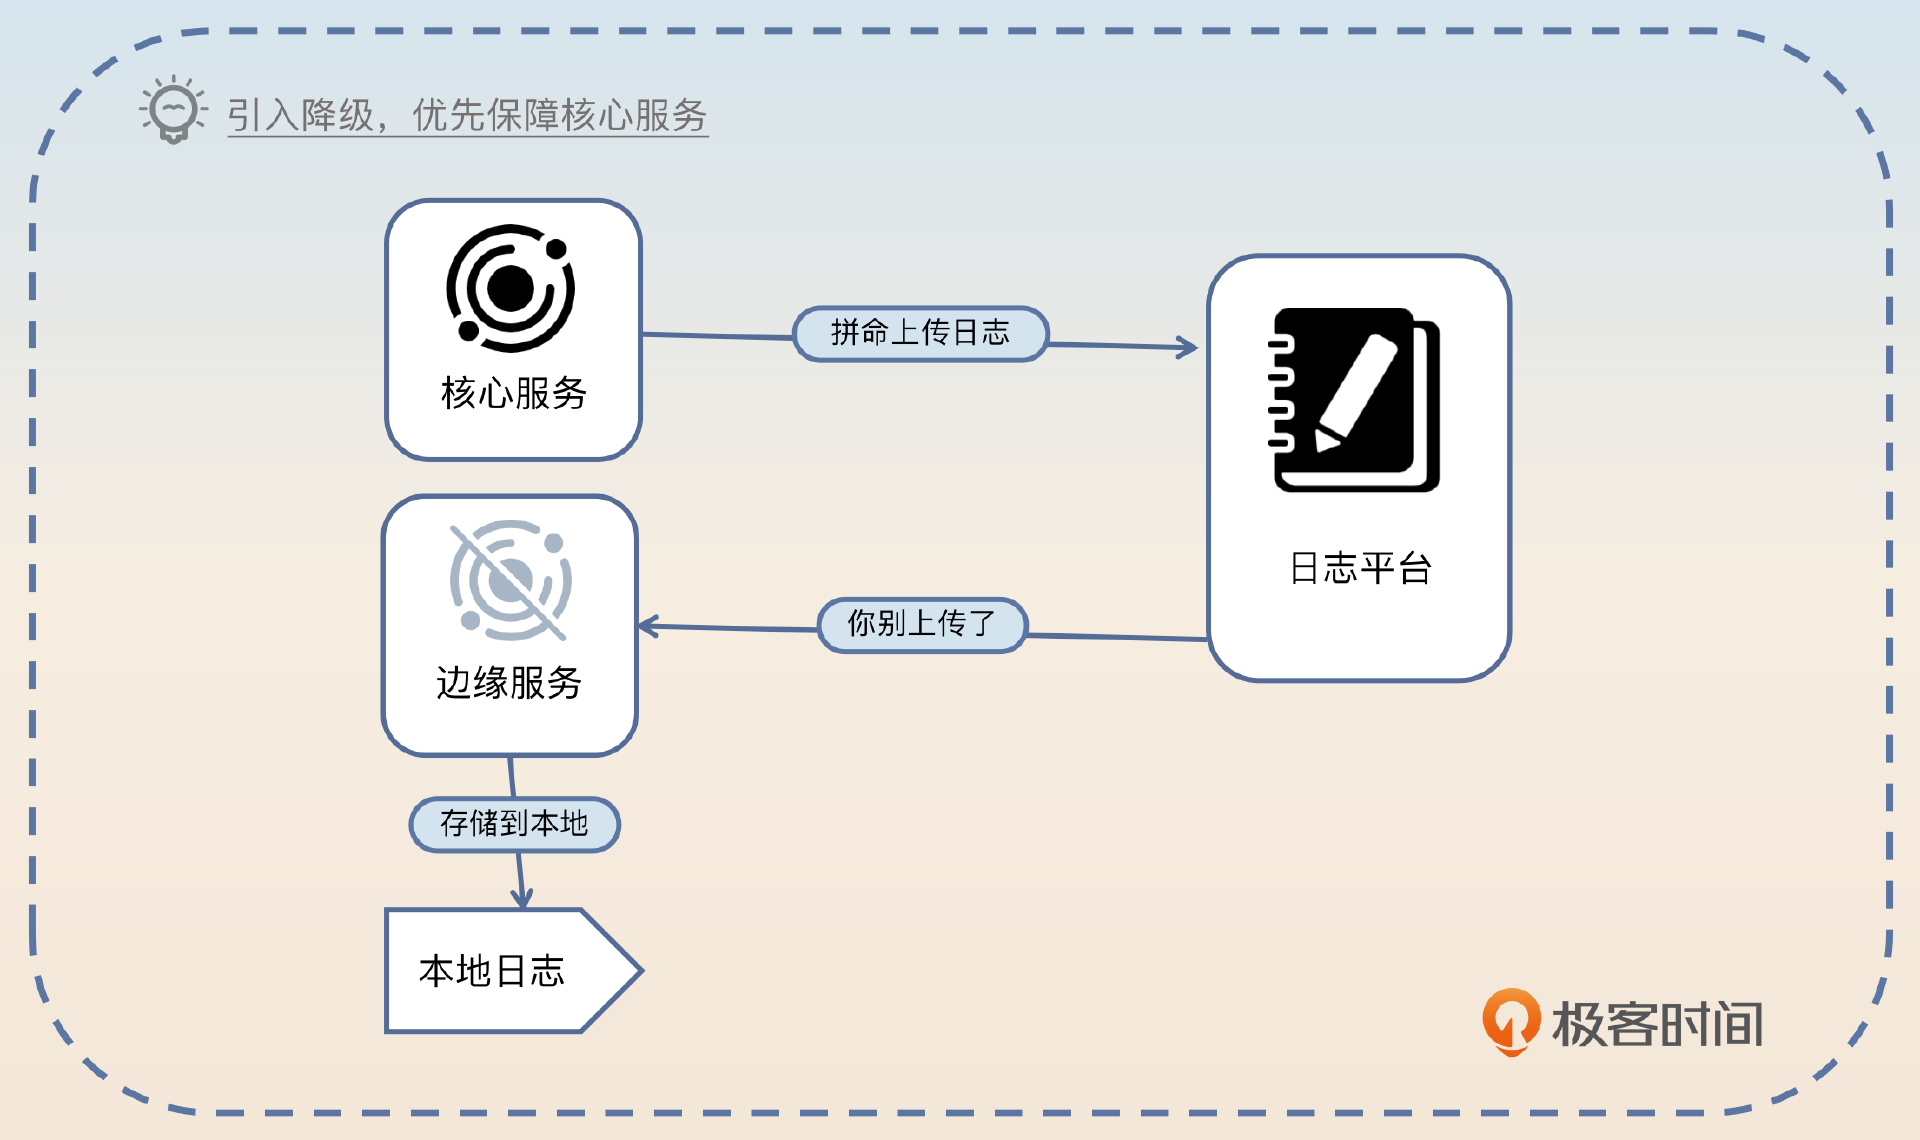 引入降级，优先保障核心服务
核心服务
拼命上传日志
日志平台
边缘服务
你别上传了
存储到本地
本地日志
极客时间